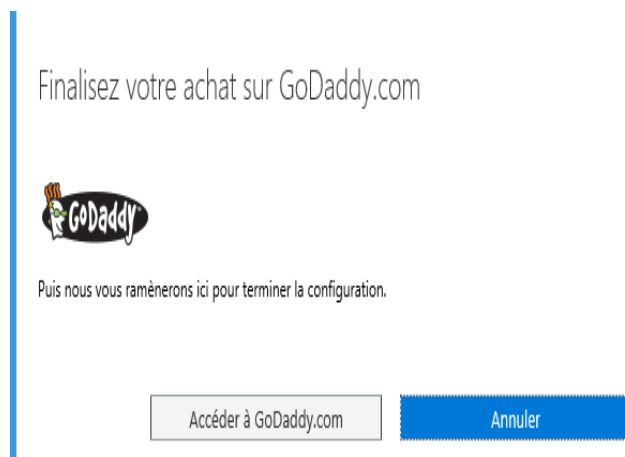 Finalisez votre achat sur GoDaddy.com
GoDaddy
Puis nous vous ramènerons ici pour terminer la configuration.
Accéder à GoDaddy.com
Annuler